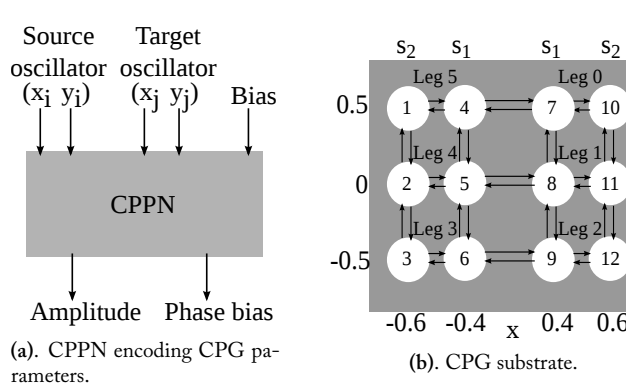 Source Target
oscillator oscillator
(xi yi) (xj yj) Bias
CPPN
Amplitude Phase bias
(a). CPPN encoding CPG pa-
rameters.
s2 s1 s1 s2
Leg 5 Leg 0
0.5 1 4 7 10
Leg 4 Leg 1
0 2 5 8 11
Leg 3 Leg 2
-0.5 3 6 9 12
-0.6 -0.4 x 0.4 0.6
(b). CPG substrate.